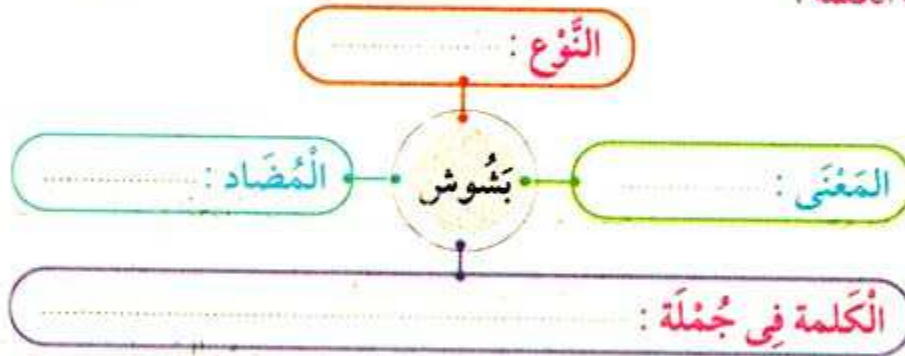 النَّوْع : ..................
المَعْنَى : ..................
بَشُوش
الْمُضَاد : ..................
الْكَلمة فِى جُمْلَة : ....................................